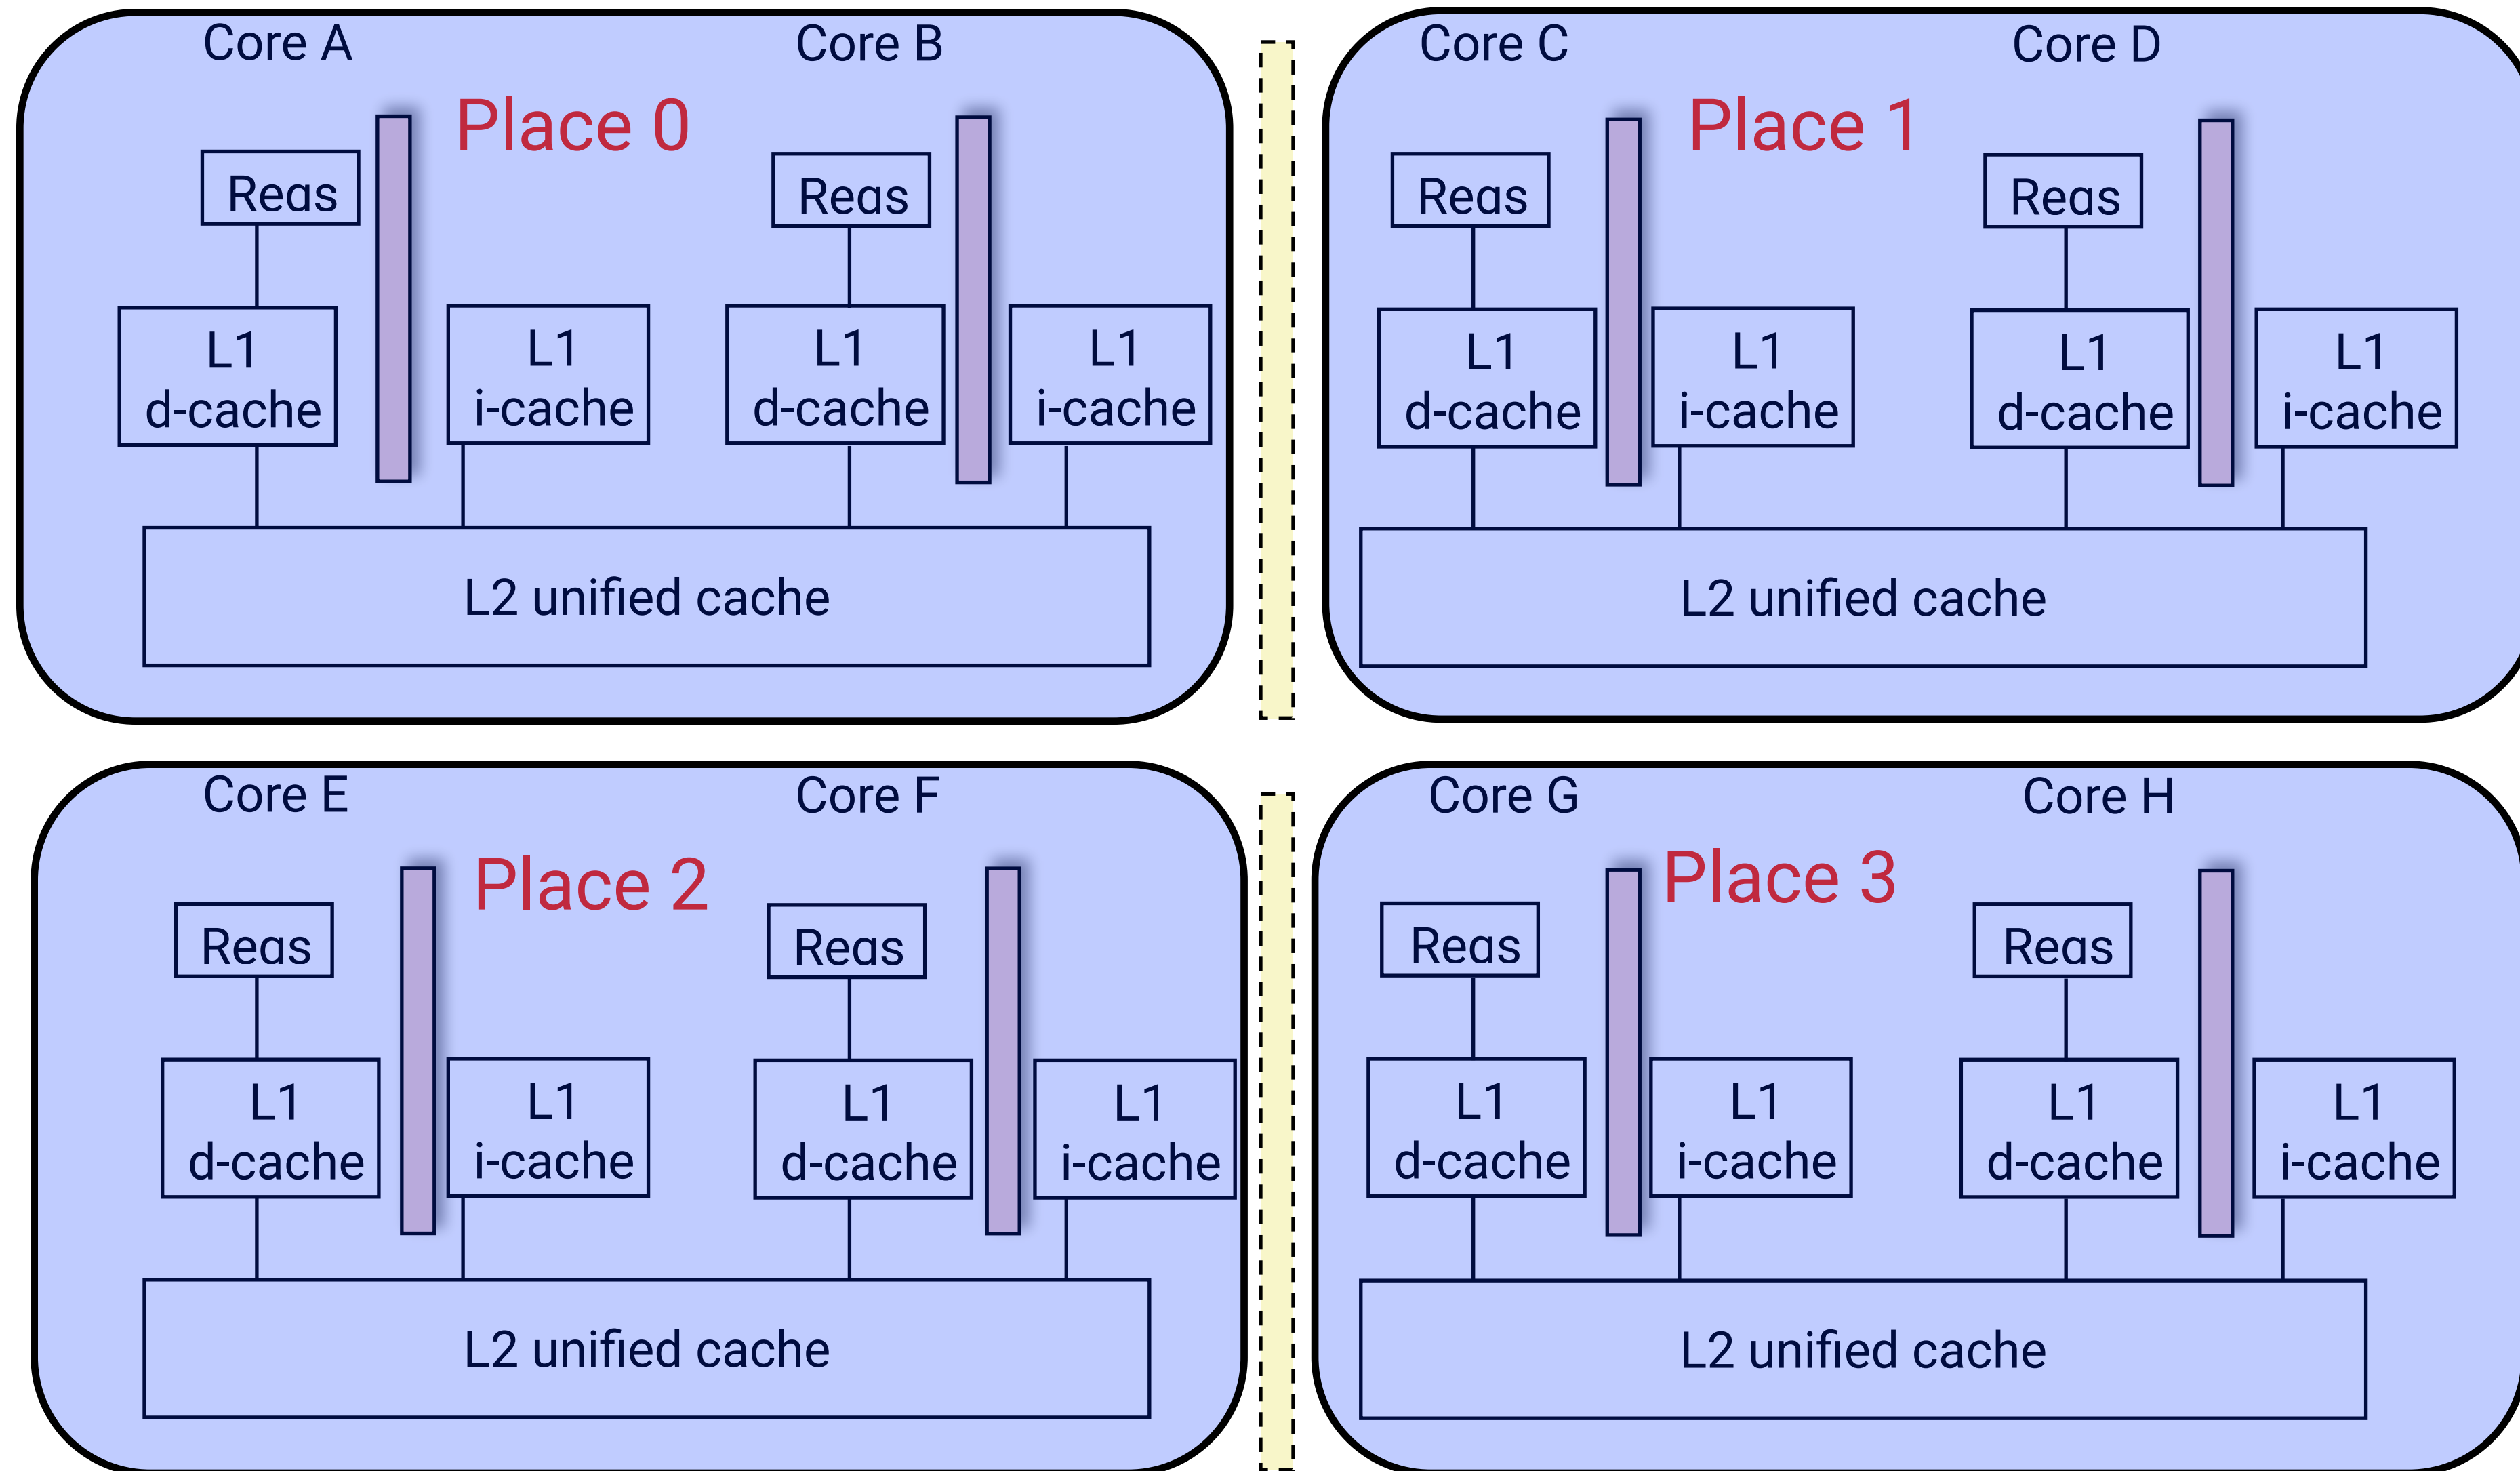 Core A
Core B
Place 0
Regs
Regs
L1
d-cache
L1
i-cache
L1
d-cache
L1
i-cache
L2 unified cache
Core C
Core D
Place 1
Regs
Regs
L1
d-cache
L1
i-cache
L1
d-cache
L1
i-cache
L2 unified cache
Core E
Core F
Place 2
Regs
Regs
L1
d-cache
L1
i-cache
L1
d-cache
L1
i-cache
L2 unified cache
Core G
Core H
Place 3
Regs
Regs
L1
d-cache
L1
i-cache
L1
d-cache
L1
i-cache
L2 unified cache